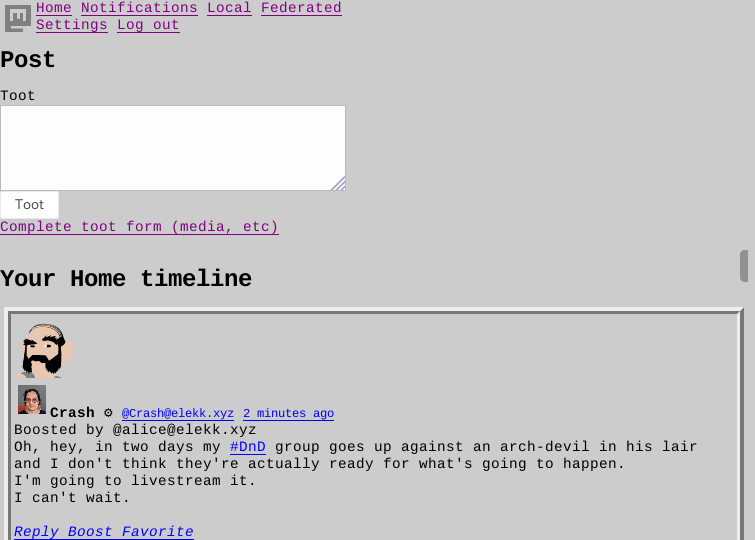 Home Notifications Local Federated
Settings Log out
Post
Toot
Toot
Complete toot form (media, etc)
Your Home timeline
Crash ⚙ @Crash@elekk.xyz 2 minutes ago
Boosted by @alice@elekk.xyz
Oh, hey, in two days my #DnD group goes up against an arch-devil in his lair
and I don't think they're actually ready for what's going to happen.
I'm going to livestream it.
I can't wait.
Reply Boost Favorite